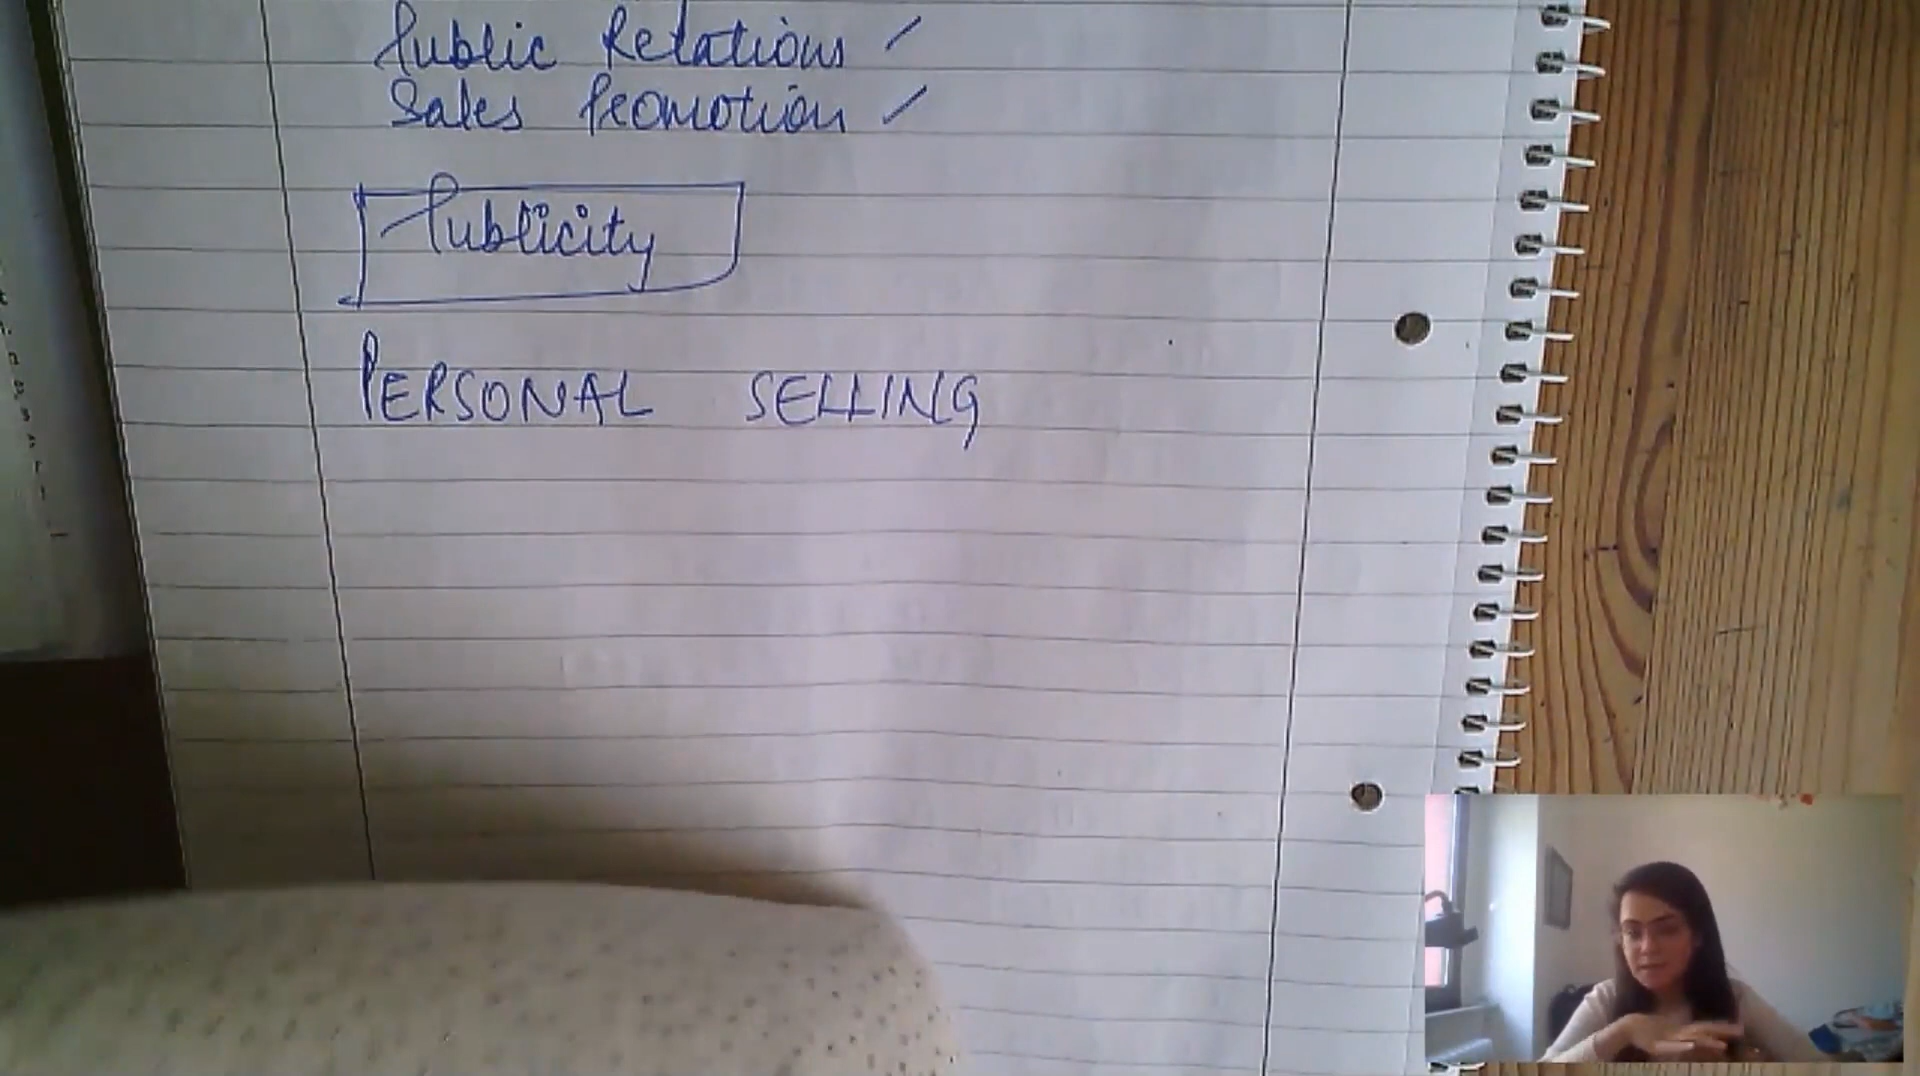 Public Relations
Sales Promotion
Publicity
PERSONAL SELLING